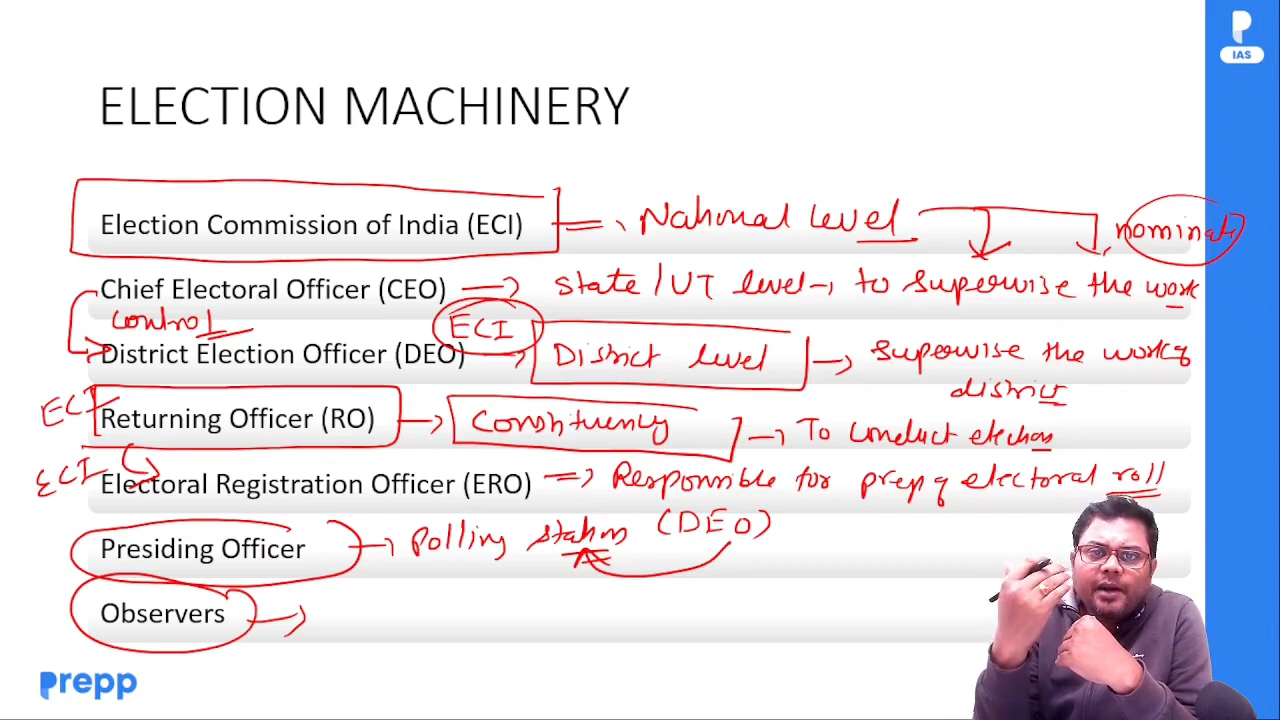 IAS
ELECTION MACHINERY
Election Commission of India (ECI) National level nominate
Chief Electoral Officer (CEO) state/UT level to supervise the work
control
ECI
District Election Officer (DEO) District level supervise the work of
district
ECI Returning Officer (RO) Constituency To conduct elections
ECI Electoral Registration Officer (ERO) Responsible for prep of electoral roll
Presiding Officer Polling stations (DEO)
Observers
prepp